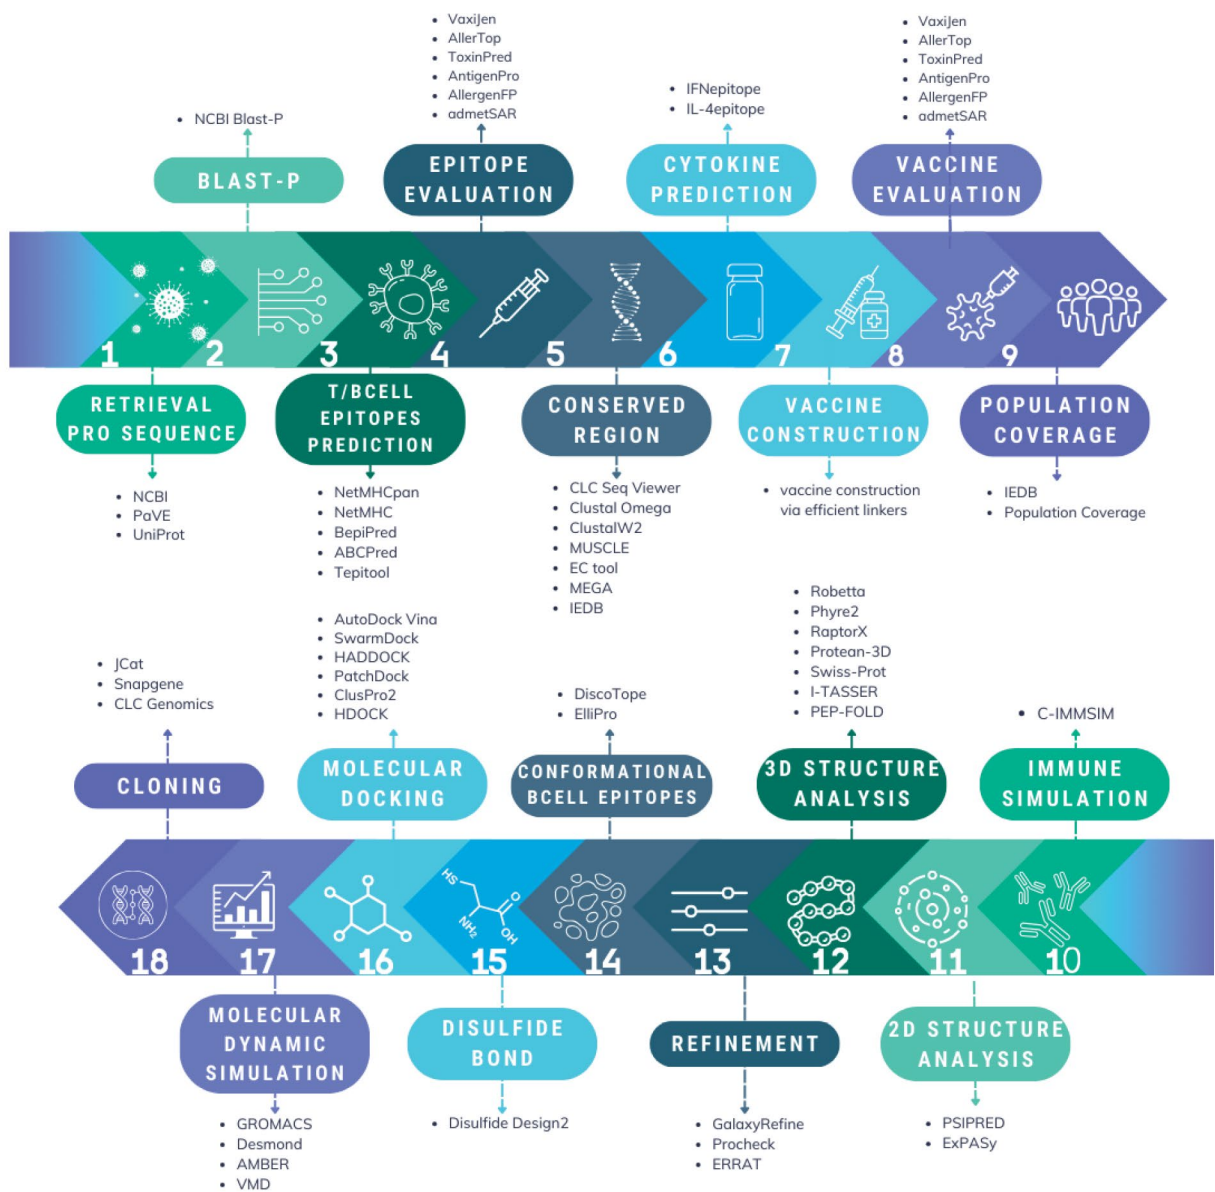 • VaxiJen
• AllerTop
• ToxinPred
• AntigenPro
• AllergenFP
• admetSAR
• VaxiJen
• AllerTop
• ToxinPred
• AntigenPro
• AllergenFP
• admetSAR
• IFNepitope
• IL-4epitope
• NCBI Blast-P
BLAST-P
EPITOPE
EVALUATION
CYTOKINE
PREDICTION
VACCINE
EVALUATION
1
2
3
4
5
6
7
8
9
RETRIEVAL
PRO SEQUENCE
T/BCELL
EPITOPES
PREDICTION
CONSERVED
REGION
VACCINE
CONSTRUCTION
POPULATION
COVERAGE
• NCBI
• PaVE
• UniProt
• NetMHCpan
• NetMHC
• BepiPred
• ABCPred
• Tepitool
• CLC Seq Viewer
• Clustal Omega
• ClustalW2
• MUSCLE
• EC tool
• MEGA
• IEDB
• vaccine construction
via efficient linkers
• IEDB
• Population Coverage
• JCat
• Snapgene
• CLC Genomics
• AutoDock Vina
• SwarmDock
• HADDOCK
• PatchDock
• ClusPro2
• HDOCK
• DiscoTope
• ElliPro
• Robetta
• Phyre2
• RaptorX
• Protean-3D
• Swiss-Prot
• I-TASSER
• PEP-FOLD
• C-IMMSIM
CLONING
MOLECULAR
DOCKING
CONFORMATIONAL
BCELL EPITOPES
3D STRUCTURE
ANALYSIS
IMMUNE
SIMULATION
HS
O
NH2
OH
18
17
16
15
14
13
12
11
10
MOLECULAR
DYNAMIC
SIMULATION
DISULFIDE
BOND
REFINEMENT
2D STRUCTURE
ANALYSIS
• GROMACS
• Desmond
• AMBER
• VMD
• Disulfide Design2
• GalaxyRefine
• Procheck
• ERRAT
• PSIPRED
• ExPASy